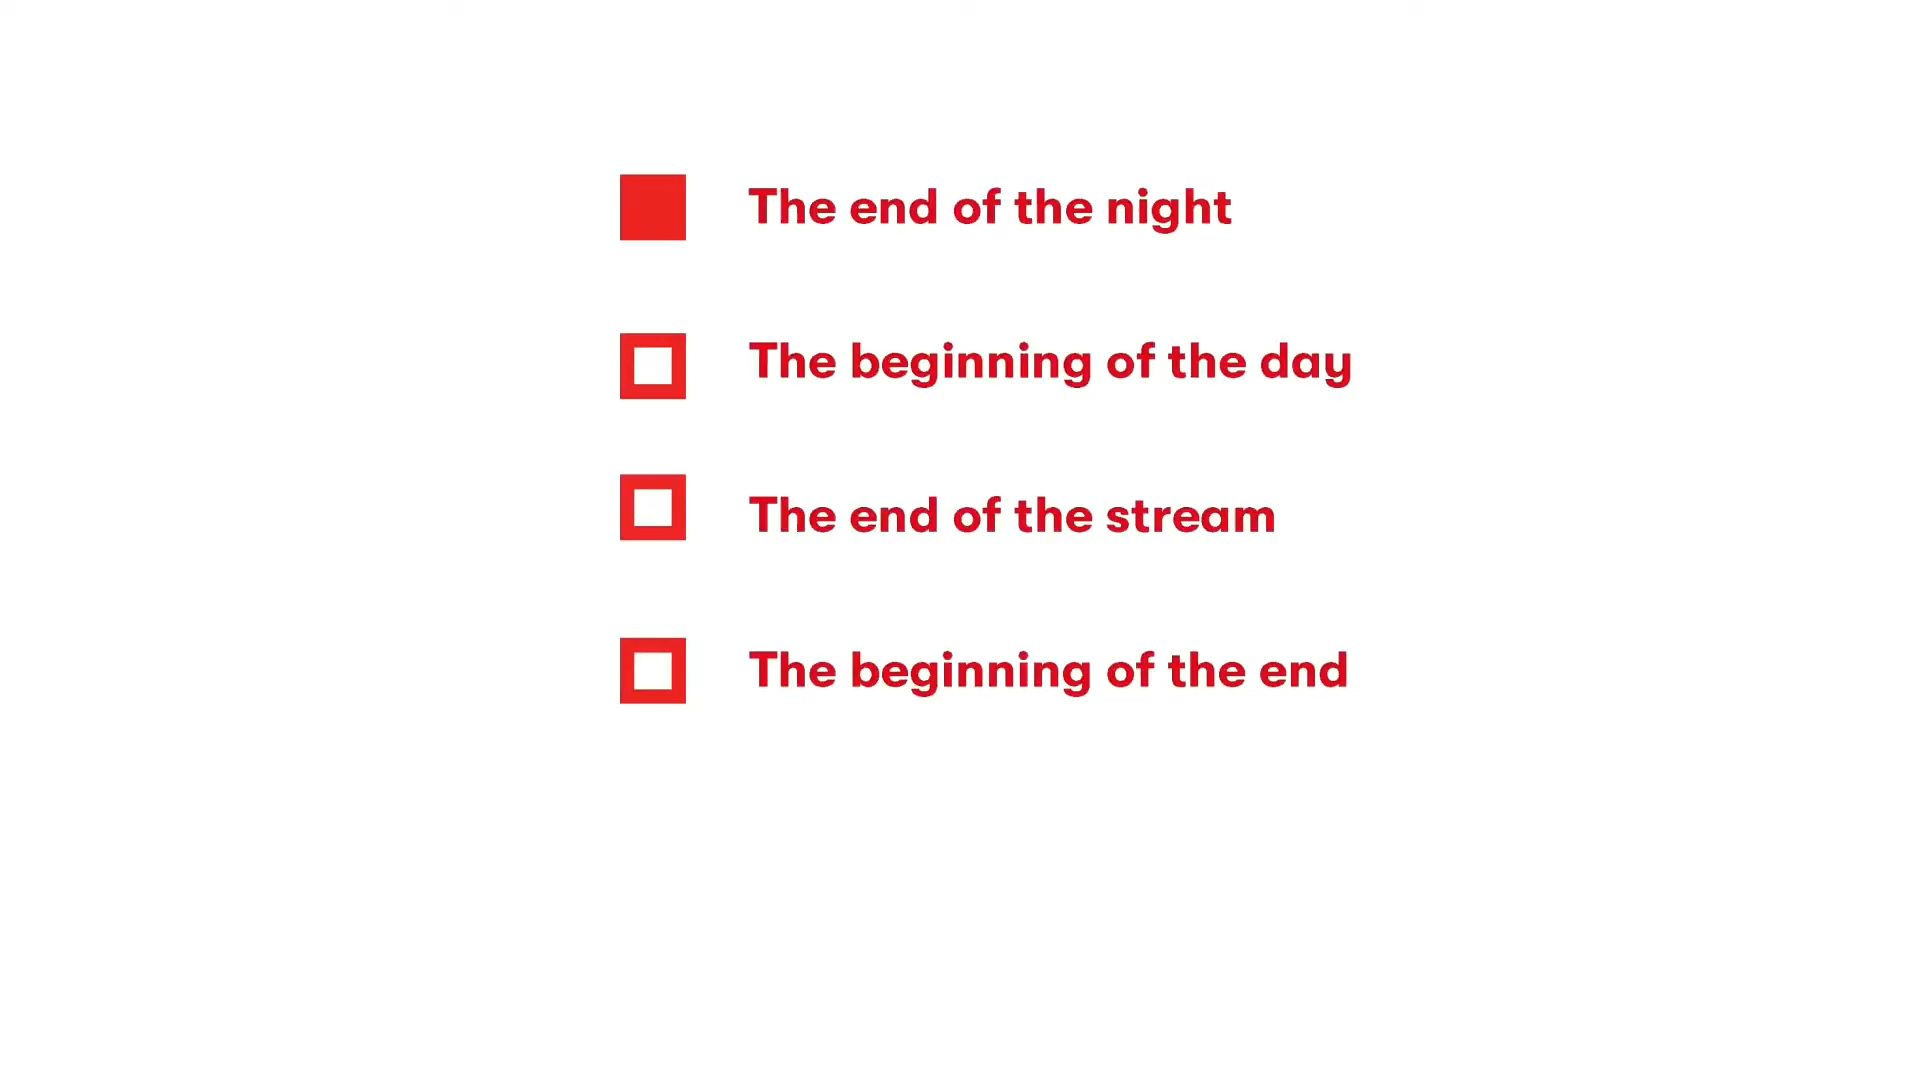 The end of the night
The beginning of the day
The end of the stream
The beginning of the end